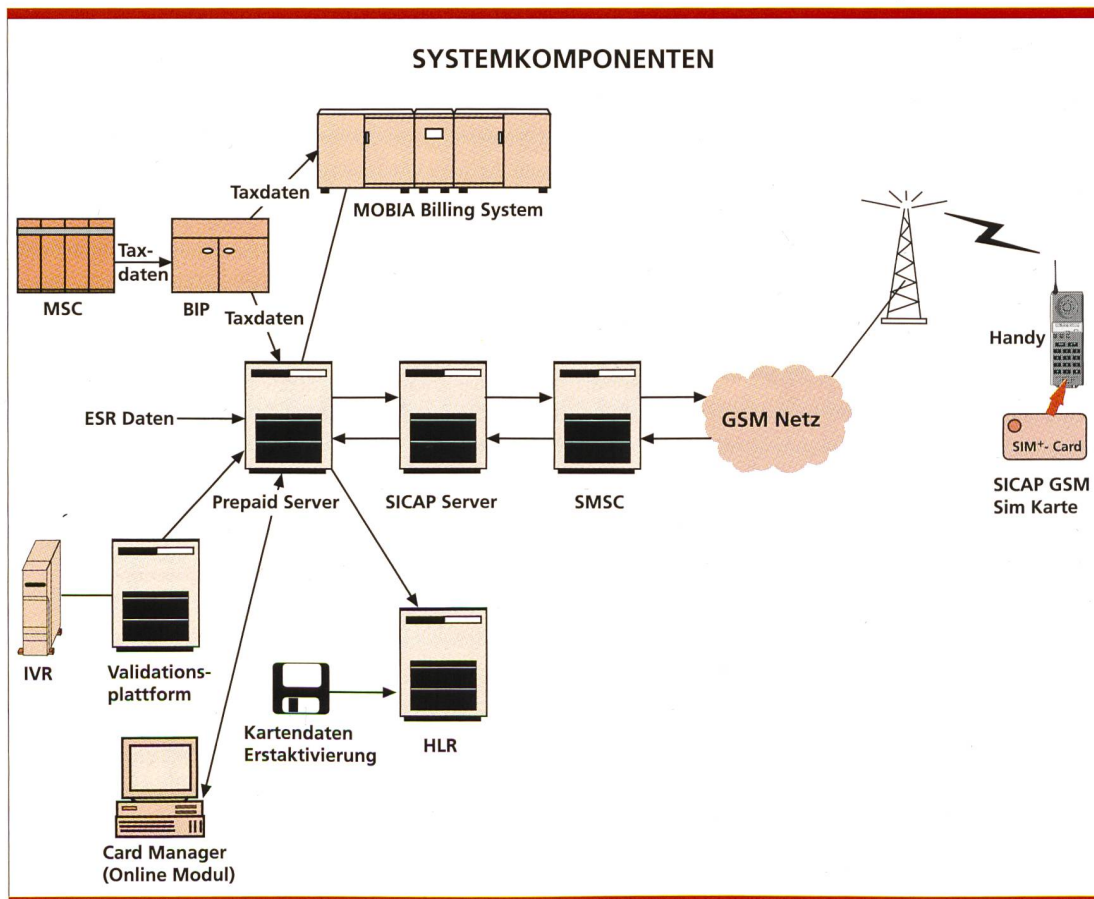 SYSTEMKOMPONENTEN
Taxdaten
MOBIA Billing System
Tax-
daten
MSC
BIP
Taxdaten
Handy
ESR Daten
GSM Netz
SIM+- Card
Prepaid Server
SICAP Server
SMSC
SICAP GSM
Sim Karte
IVR
Validations-
plattform
Kartendaten
Erstaktivierung
HLR
Card Manager
(Online Modul)